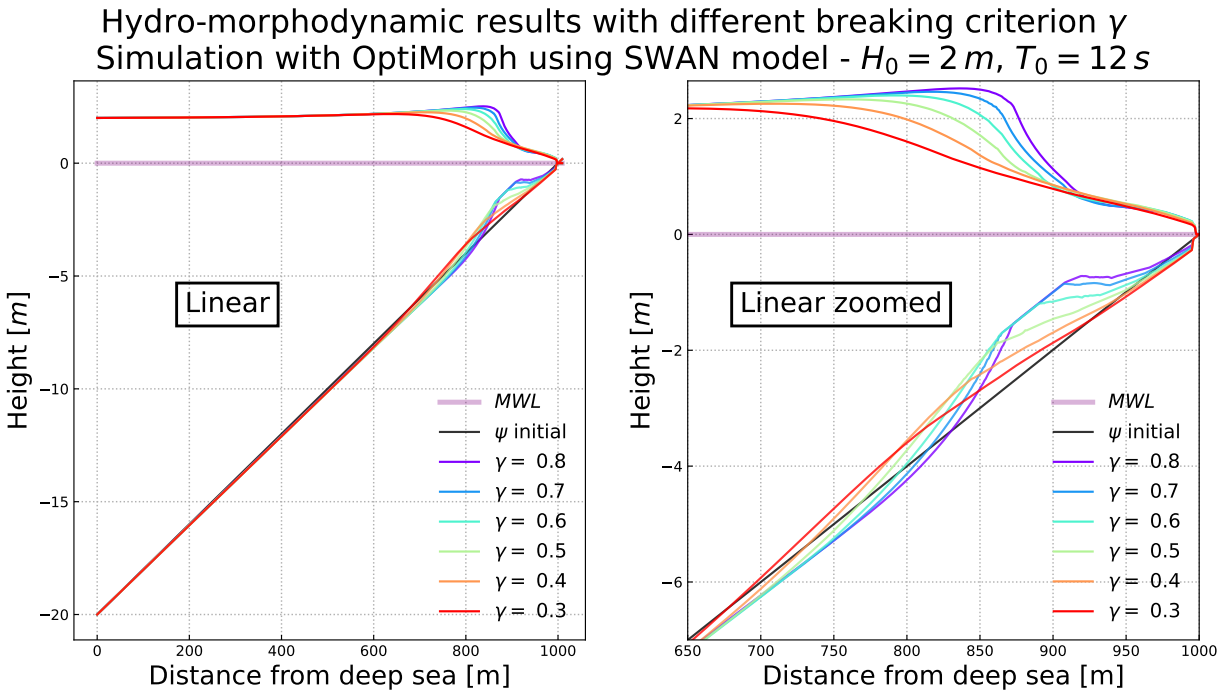 Hydro-morphodynamic results with different breaking criterion γ
Simulation with OptiMorph using SWAN model - H₀ = 2 m, T₀ = 12 s
Height [m]
0
−5
−10
−15
−20
Linear
MWL
ψ initial
γ = 0.8
γ = 0.7
γ = 0.6
γ = 0.5
γ = 0.4
γ = 0.3
0 200 400 600 800 1000
Distance from deep sea [m]
Height [m]
2
0
−2
−4
−6
Linear zoomed
MWL
ψ initial
γ = 0.8
γ = 0.7
γ = 0.6
γ = 0.5
γ = 0.4
γ = 0.3
650 700 750 800 850 900 950 1000
Distance from deep sea [m]